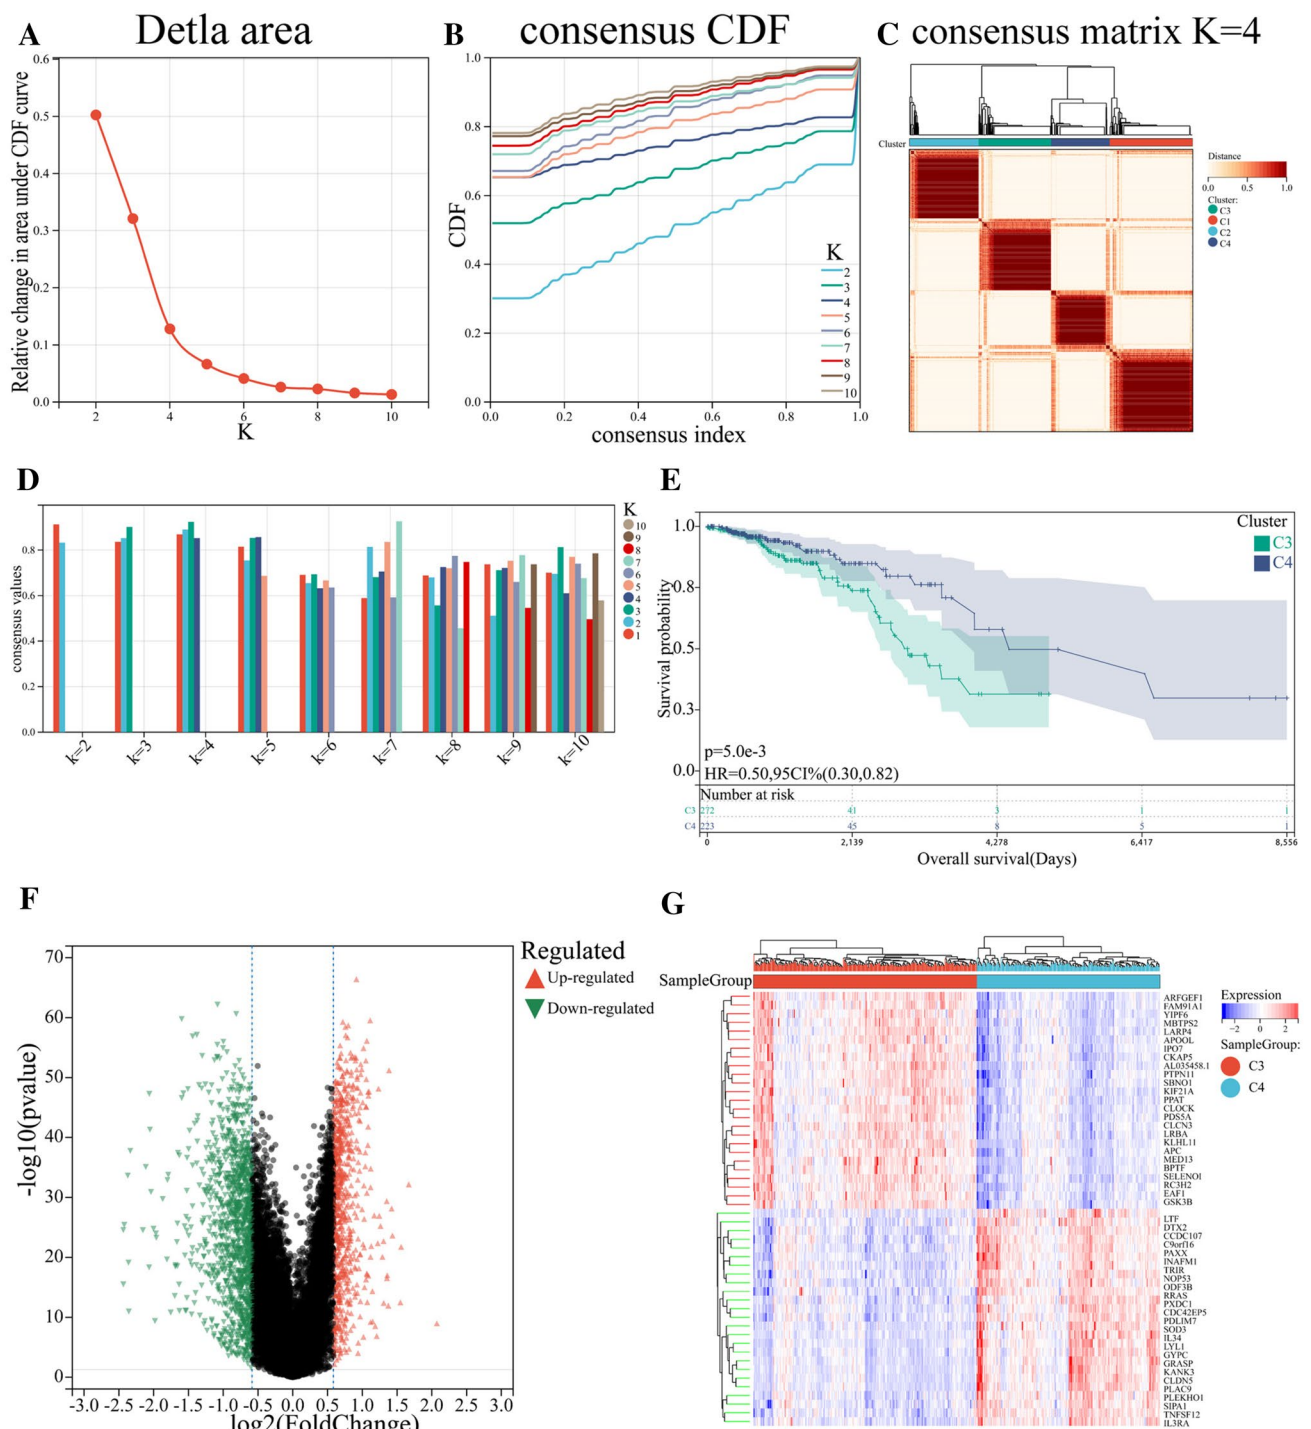 A
Detla area
Relative change in area under CDF curve
0.6
0.5
0.4
0.3
0.2
0.1
0.0
2
4
6
8
10
K
B
consensus CDF
CDF
1.0
0.8
0.6
0.4
0.2
0.0
0.0
0.2
0.4
0.6
0.8
1.0
consensus index
K
2
3
4
5
6
7
8
9
10
C
consensus matrix K=4
Cluster
Distance
0.0
0.5
1.0
Cluster:
C3
C1
C2
C4
D
consensus values
0.8
0.6
0.4
0.2
0.0
k=2
k=3
k=4
k=5
k=6
k=7
k=8
k=9
k=10
K
10
9
8
7
6
5
4
3
2
1
E
Survival probability
1.0
0.8
0.5
0.3
0.0
Cluster
C3
C4
p=5.0e-3
HR=0.50,95CI%(0.30,0.82)
Number at risk
C3 272 41 3 1 1
C4 223 45 8 5 1
0 2,139 4,278 6,417 8,556
Overall survival(Days)
F
-log10(pvalue)
70
60
50
40
30
20
10
0
-3.0 -2.5 -2.0 -1.5 -1.0 -0.5 0.0 0.5 1.0 1.5 2.0 2.5 3.0
log2(FoldChange)
Regulated
Up-regulated
Down-regulated
G
SampleGroup
ARFGEF1
FAM91A1
YIPF6
MBTPS2
LARP4
APOOL
IPO7
CKAP5
AL035458.1
PTPN11
SBNO1
KIF21A
PPAT
CLOCK
PDS5A
CLCN3
LRBA
KLHL11
APC
MED13
BPTF
SELENOI
RC3H2
EAF1
GSK3B
LTF
DTX2
CCDC107
C9orf16
PAXX
INAFM1
TRIR
NOP53
ODF3B
RRAS
PXDC1
CDC42EP5
PDLIM7
SOD3
IL34
LYL1
GYPC
GRASP
KANK3
CLDN5
PLAC9
PLEKHO1
SIPA1
TNFSF12
IL3RA
Expression
−2 0 2
SampleGroup:
C3
C4